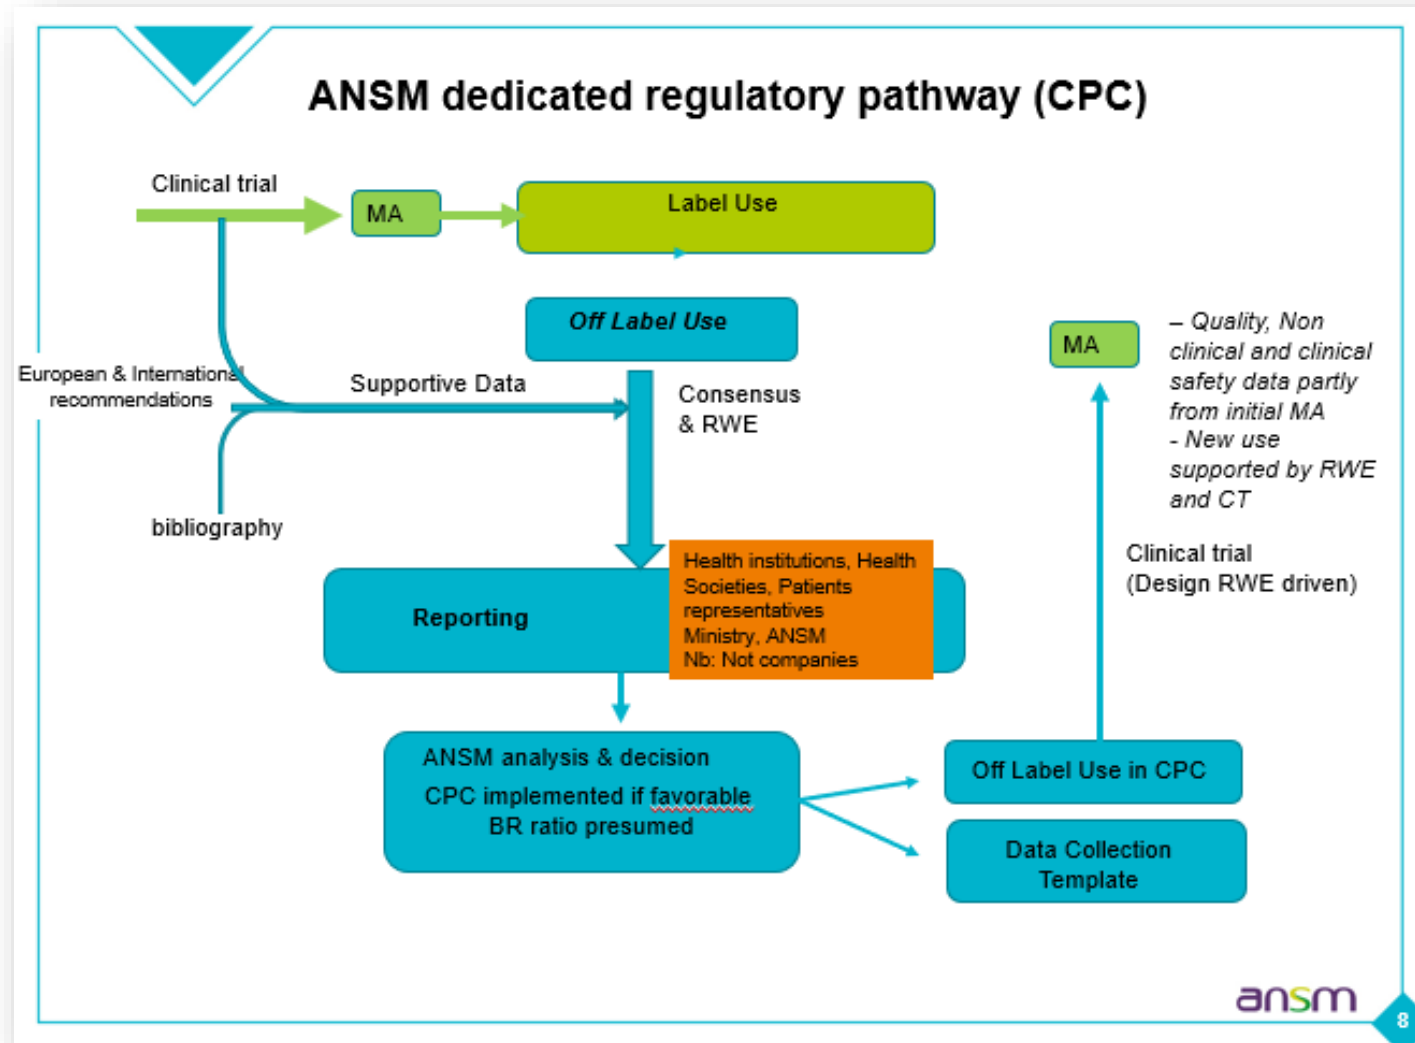 ANSM dedicated regulatory pathway (CPC)
Clinical trial
MA
Label Use
Off Label Use
European & International
recommendations
Supportive Data
Consensus
& RWE
bibliography
MA
– Quality, Non
clinical and clinical
safety data partly
from initial MA
- New use
supported by RWE
and CT
Clinical trial
(Design RWE driven)
Reporting
Health institutions, Health
Societies, Patients
representatives
Ministry, ANSM
Nb: Not companies
ANSM analysis & decision
CPC implemented if favorable
BR ratio presumed
Off Label Use in CPC
Data Collection
Template
ansm
8